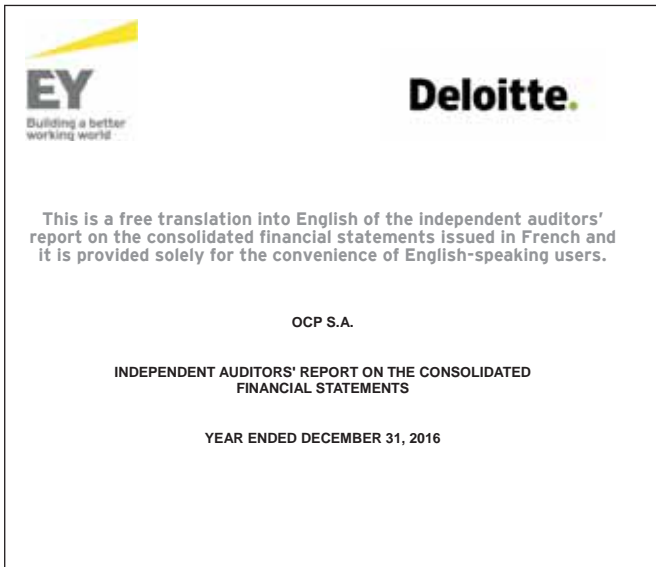 EY
Building a better
working world
Deloitte.
This is a free translation into English of the independent auditors'
report on the consolidated financial statements issued in French and
it is provided solely for the convenience of English-speaking users.
OCP S.A.
INDEPENDENT AUDITORS' REPORT ON THE CONSOLIDATED
FINANCIAL STATEMENTS
YEAR ENDED DECEMBER 31, 2016